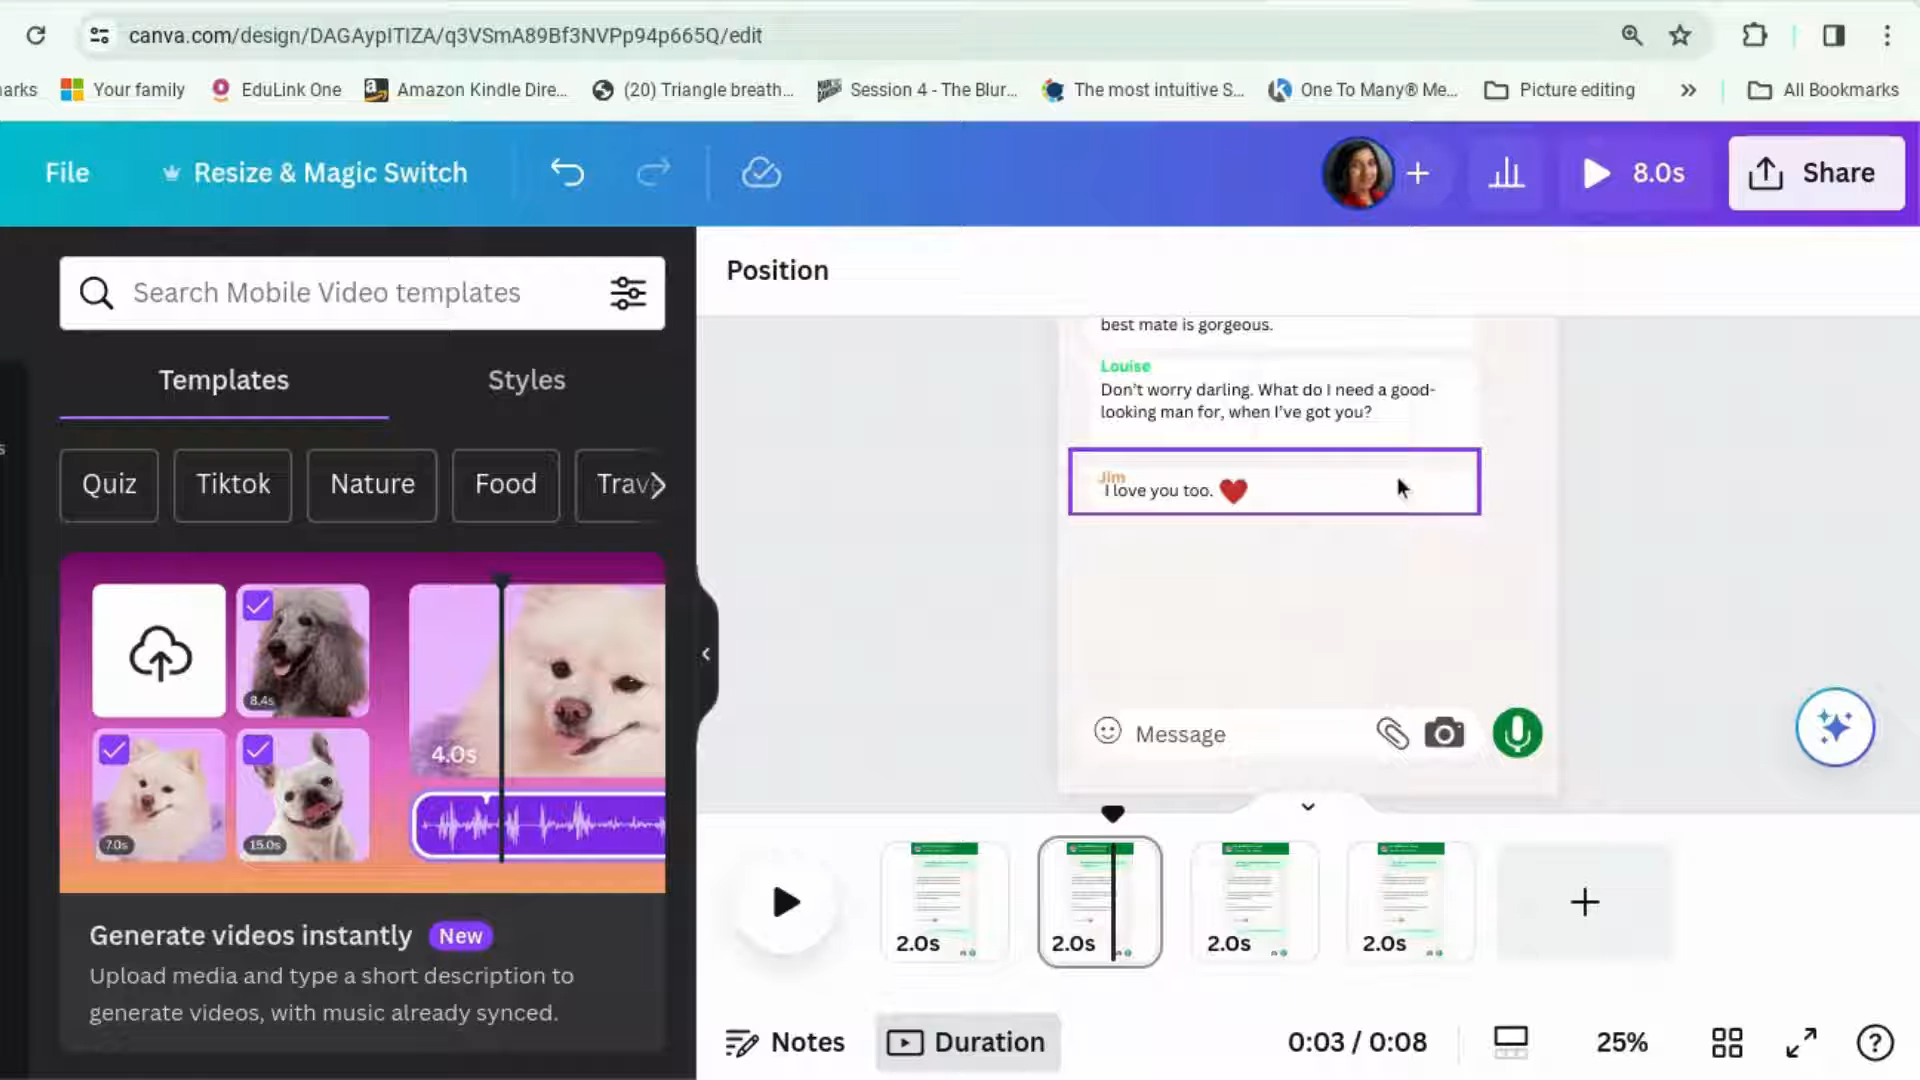 canva.com/design/DAGAypITIZA/q3VSmA89Bf3NVPp94p665Q/edit
arks Your family EduLink One Amazon Kindle Dire... (20) Triangle breath... Session 4 - The Blur... The most intuitive S... One To Many® Me... Picture editing » All Bookmarks
File Resize & Magic Switch 8.0s Share
Search Mobile Video templates
Position
Templates Styles
Quiz Tiktok Nature Food Trav
best mate is gorgeous.
Louise
Don't worry darling. What do I need a good-
looking man for, when I've got you?
Jim
I love you too.
Message
8.4s
4.0s
7.0s 15.0s
2.0s 2.0s 2.0s 2.0s
Generate videos instantly New
Upload media and type a short description to
generate videos, with music already synced.
Notes Duration 0:03 / 0:08 25%